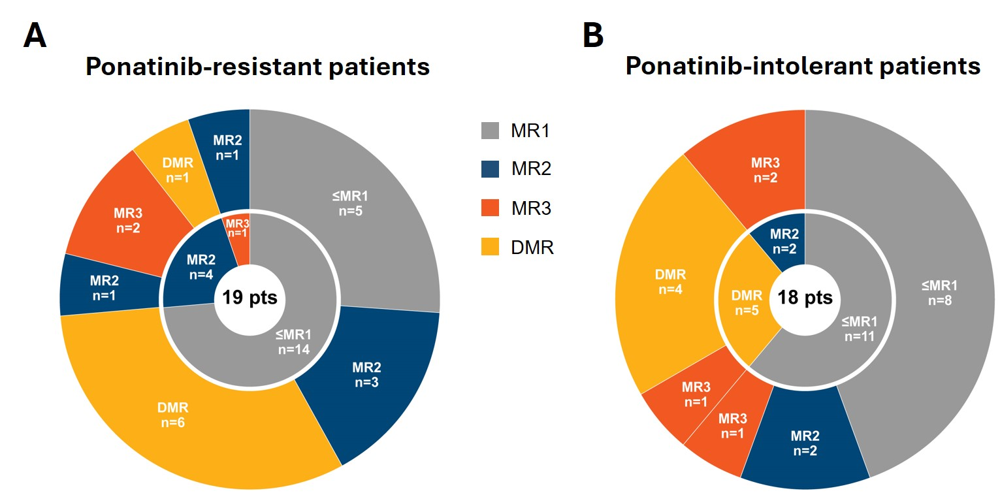 A
Ponatinib-resistant patients
MR2
n=1
DMR
n=1
≤MR1
n=5
MR3
n=2
MR3
n=1
MR2
n=4
MR2
n=1
19 pts
≤MR1
n=14
MR2
n=3
DMR
n=6
MR1
MR2
MR3
DMR
B
Ponatinib-intolerant patients
MR3
n=2
MR2
n=2
DMR
n=4
DMR
n=5
18 pts
≤MR1
n=8
≤MR1
n=11
MR3
n=1
MR3
n=1
MR2
n=2